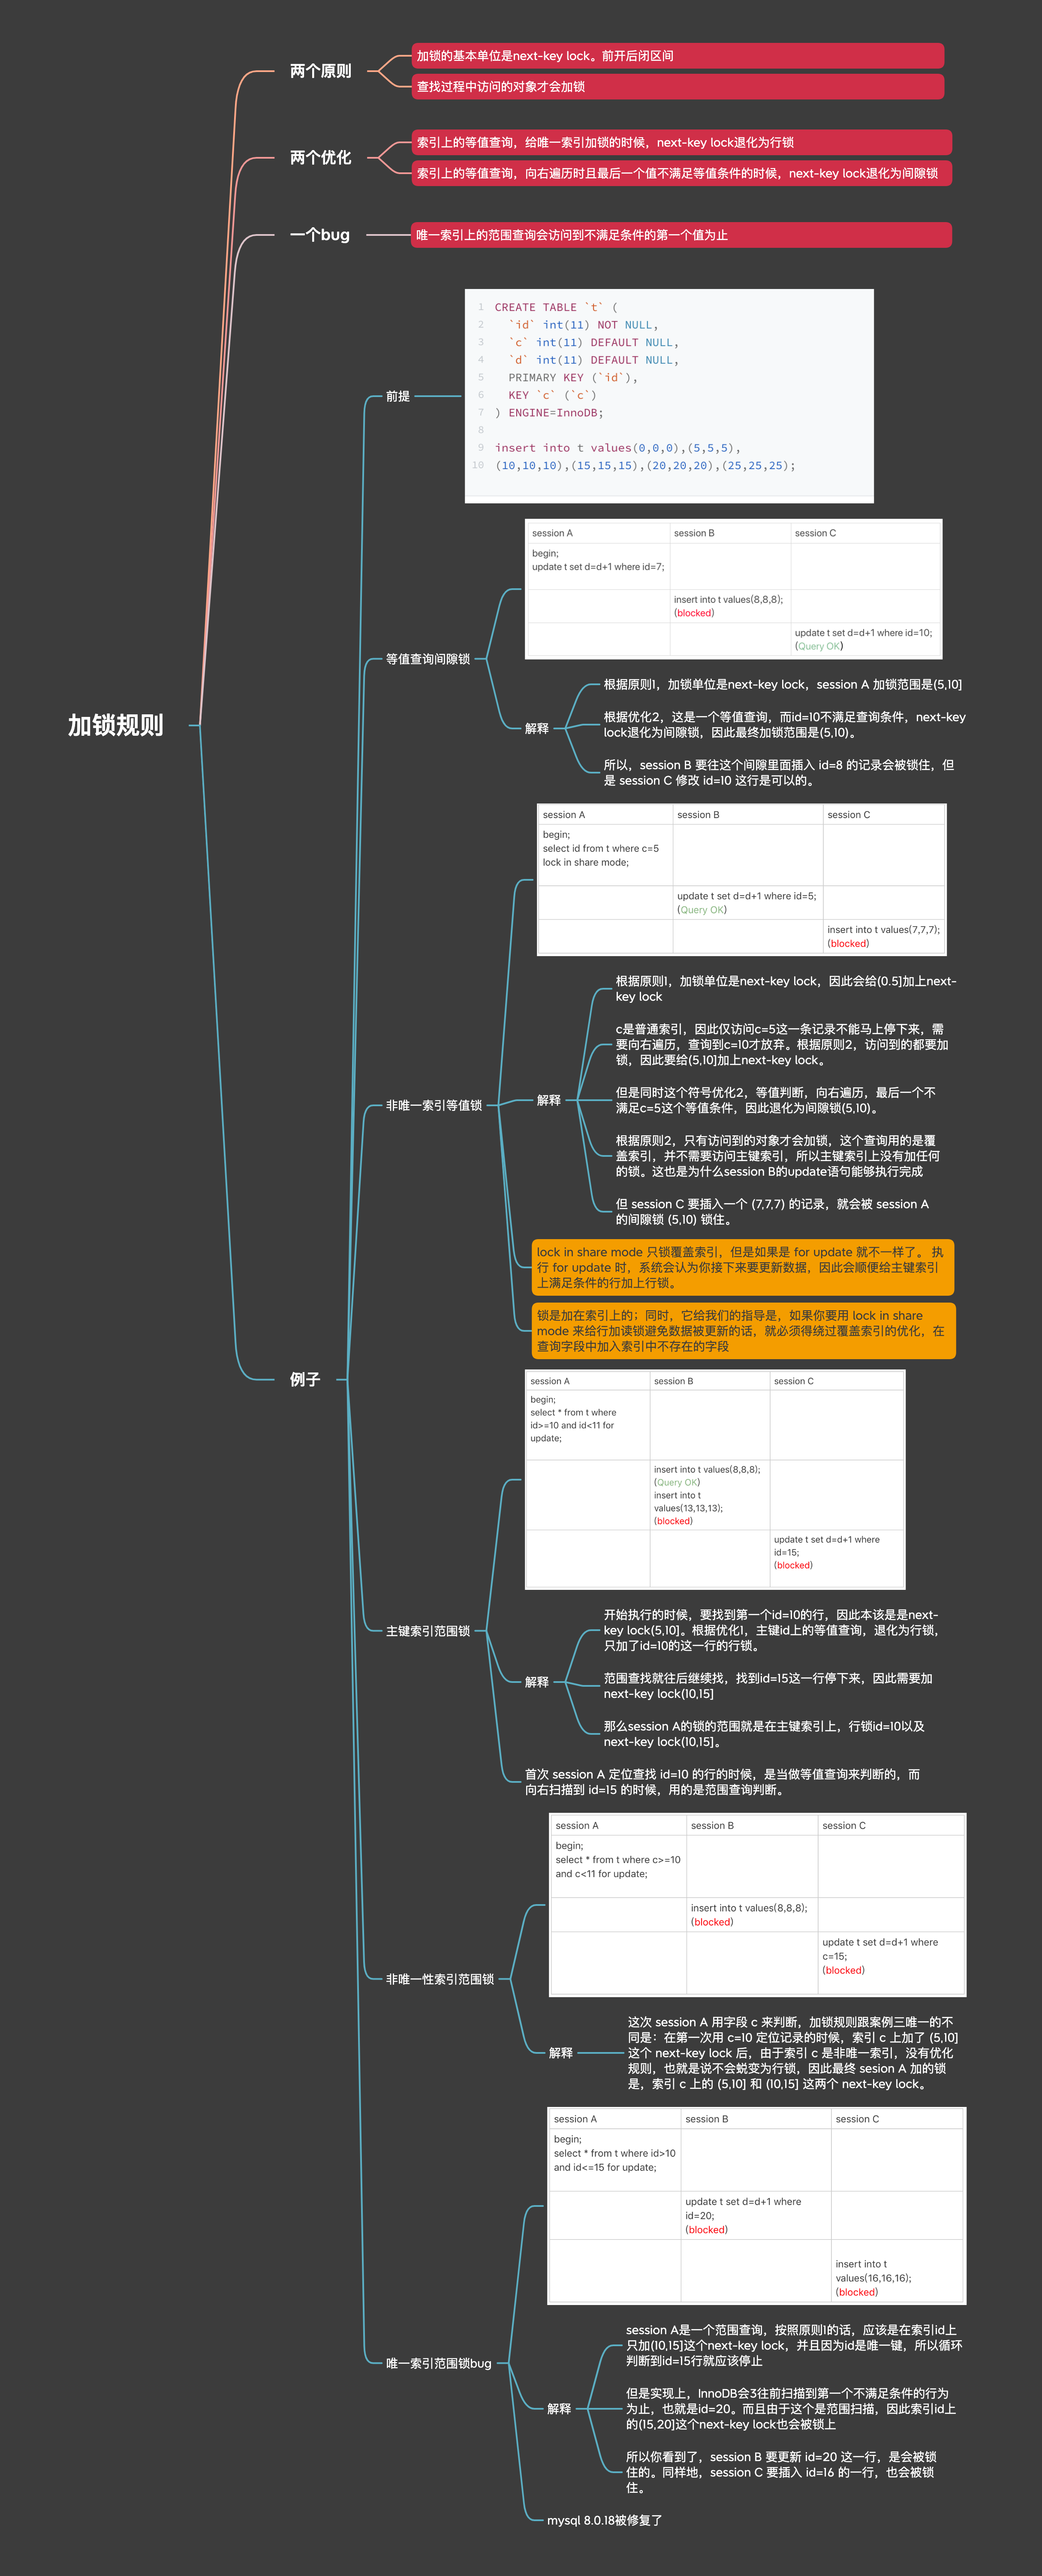 加锁规则
两个原则
加锁的基本单位是next-key lock。前开后闭区间
查找过程中访问的对象才会加锁
两个优化
索引上的等值查询，给唯一索引加锁的时候，next-key lock退化为行锁
索引上的等值查询，向右遍历时且最后一个值不满足等值条件的时候，next-key lock退化为间隙锁
一个bug
唯一索引上的范围查询会访问到不满足条件的第一个值为止
例子
前提
1 CREATE TABLE `t` (
2 `id` int(11) NOT NULL,
3 `c` int(11) DEFAULT NULL,
4 `d` int(11) DEFAULT NULL,
5 PRIMARY KEY (`id`),
6 KEY `c` (`c`)
7 ) ENGINE=InnoDB;
8
9 insert into t values(0,0,0),(5,5,5),
10 (10,10,10),(15,15,15),(20,20,20),(25,25,25);
等值查询间隙锁
session A session B session C
begin;
update t set d=d+1 where id=7;
insert into t values(8,8,8);
(blocked)
update t set d=d+1 where id=10;
(Query OK)
解释
根据原则1，加锁单位是next-key lock，session A 加锁范围是(5,10]
根据优化2，这是一个等值查询，而id=10不满足查询条件，next-key
lock退化为间隙锁，因此最终加锁范围是(5,10)。
所以，session B 要往这个间隙里面插入 id=8 的记录会被锁住，但
是 session C 修改 id=10 这行是可以的。
非唯一索引等值锁
session A session B session C
begin;
select id from t where c=5
lock in share mode;
update t set d=d+1 where id=5;
(Query OK)
insert into t values(7,7,7);
(blocked)
解释
根据原则1，加锁单位是next-key lock，因此会给(0.5]加上next-
key lock
c是普通索引，因此仅访问c=5这一条记录不能马上停下来，需
要向右遍历，查询到c=10才放弃。根据原则2，访问到的都要加
锁，因此要给(5,10]加上next-key lock。
但是同时这个符号优化2，等值判断，向右遍历，最后一个不
满足c=5这个等值条件，因此退化为间隙锁(5,10)。
根据原则2，只有访问到的对象才会加锁，这个查询用的是覆
盖索引，并不需要访问主键索引，所以主键索引上没有加任何
的锁。这也是为什么session B的update语句能够执行完成
但 session C 要插入一个 (7,7,7) 的记录，就会被 session A
的间隙锁 (5,10) 锁住。
lock in share mode 只锁覆盖索引，但是如果是 for update 就不一样了。 执
行 for update 时，系统会认为你接下来要更新数据，因此会顺便给主键索引
上满足条件的行加上行锁。
锁是加在索引上的；同时，它给我们的指导是，如果你要用 lock in share
mode 来给行加读锁避免数据被更新的话，就必须得绕过覆盖索引的优化，在
查询字段中加入索引中不存在的字段
主键索引范围锁
session A session B session C
begin;
select * from t where
id>=10 and id<11 for
update;
insert into t values(8,8,8);
(Query OK)
insert into t
values(13,13,13);
(blocked)
update t set d=d+1 where
id=15;
(blocked)
解释
开始执行的时候，要找到第一个id=10的行，因此本该是是next-
key lock(5,10]。根据优化1，主键id上的等值查询，退化为行锁，
只加了id=10的这一行的行锁。
范围查找就往后继续找，找到id=15这一行停下来，因此需要加
next-key lock(10,15]
那么session A的锁的范围就是在主键索引上，行锁id=10以及
next-key lock(10,15]。
首次 session A 定位查找 id=10 的行的时候，是当做等值查询来判断的，而
向右扫描到 id=15 的时候，用的是范围查询判断。
非唯一性索引范围锁
session A session B session C
begin;
select * from t where c>=10
and c<11 for update;
insert into t values(8,8,8);
(blocked)
update t set d=d+1 where
c=15;
(blocked)
解释
这次 session A 用字段 c 来判断，加锁规则跟案例三唯一的不
同是：在第一次用 c=10 定位记录的时候，索引 c 上加了 (5,10]
这个 next-key lock 后，由于索引 c 是非唯一索引，没有优化
规则，也就是说不会蜕变为行锁，因此最终 sesion A 加的锁
是，索引 c 上的 (5,10] 和 (10,15] 这两个 next-key lock。
唯一索引范围锁bug
session A session B session C
begin;
select * from t where id>10
and id<=15 for update;
update t set d=d+1 where
id=20;
(blocked)
insert into t
values(16,16,16);
(blocked)
解释
session A是一个范围查询，按照原则1的话，应该是在索引id上
只加(10,15]这个next-key lock，并且因为id是唯一键，所以循环
判断到id=15行就应该停止
但是实现上，InnoDB会3往前扫描到第一个不满足条件的行为
为止，也就是id=20。而且由于这个是范围扫描，因此索引id上
的(15,20]这个next-key lock也会被锁上
所以你看到了，session B 要更新 id=20 这一行，是会被锁
住的。同样地，session C 要插入 id=16 的一行，也会被锁
住。
mysql 8.0.18被修复了